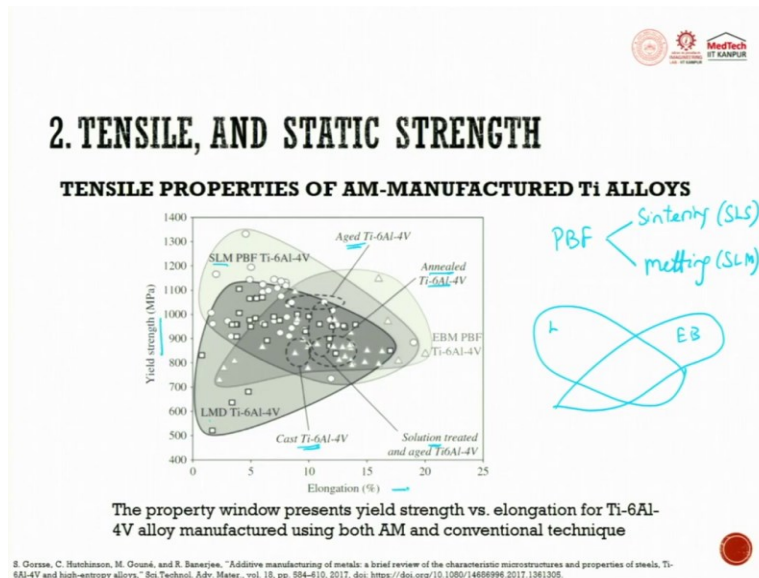 MedTech
IIT KANPUR
2. TENSILE, AND STATIC STRENGTH
TENSILE PROPERTIES OF AM-MANUFACTURED Ti ALLOYS
PBF
Sintering (SLS)
melting (SLM)
L
EB
Yield strength (MPa)
1400
1300
1200
1100
1000
900
800
700
600
500
400
SLM PBF Ti-6Al-4V
Aged Ti-6Al-4V
Annealed
Ti-6Al-4V
EBM PBF
Ti-6Al-4V
LMD Ti-6Al-4V
Cast Ti-6Al-4V
Solution treated
and aged Ti6Al-4V
0 5 10 15 20 25
Elongation (%)
The property window presents yield strength vs. elongation for Ti-6Al-
4V alloy manufactured using both AM and conventional technique
S. Gorsse, C. Hutchinson, M. Gouné, and R. Banerjee, "Additive manufacturing of metals: a brief review of the characteristic microstructures and properties of steels, Ti-
6Al-4V and high-entropy alloys," Sci Technol. Adv. Mater., vol. 18, pp. 584–610, 2017, doi: https://doi.org/10.1080/14686996.2017.1361305.